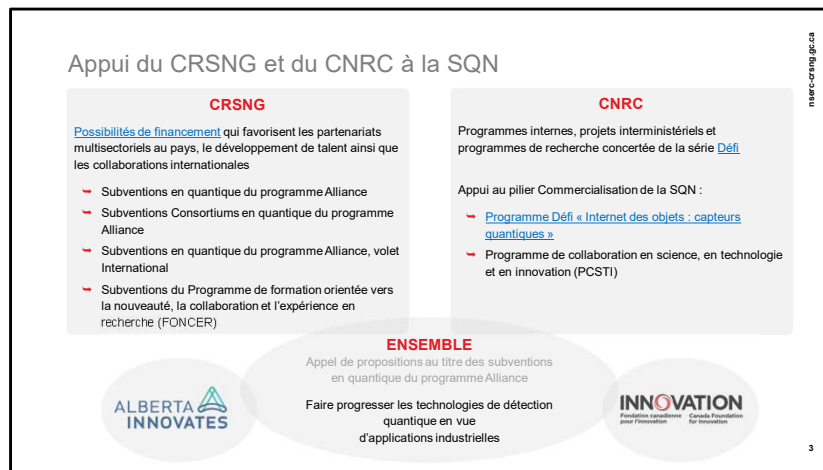 nserc-crsng.gc.ca
Appui du CRSNG et du CNRC à la SQN
CRSNG
Possibilités de financement qui favorisent les partenariats
multisectoriels au pays, le développement de talent ainsi que
les collaborations internationales
➥ Subventions en quantique du programme Alliance
➥ Subventions Consortiums en quantique du programme
Alliance
➥ Subventions en quantique du programme Alliance, volet
International
➥ Subventions du Programme de formation orientée vers
la nouveauté, la collaboration et l'expérience en
recherche (FONCER)
CNRC
Programmes internes, projets interministériels et
programmes de recherche concertée de la série Défi
Appui au pilier Commercialisation de la SQN :
➥ Programme Défi « Internet des objets : capteurs
quantiques »
➥ Programme de collaboration en science, en technologie
et en innovation (PCSTI)
ENSEMBLE
Appel de propositions au titre des subventions
en quantique du programme Alliance
Faire progresser les technologies de détection
quantique en vue
d'applications industrielles
ALBERTA
INNOVATES
INNOVATION
Fondation canadienne
pour l'innovation
Canada Foundation
for Innovation
3